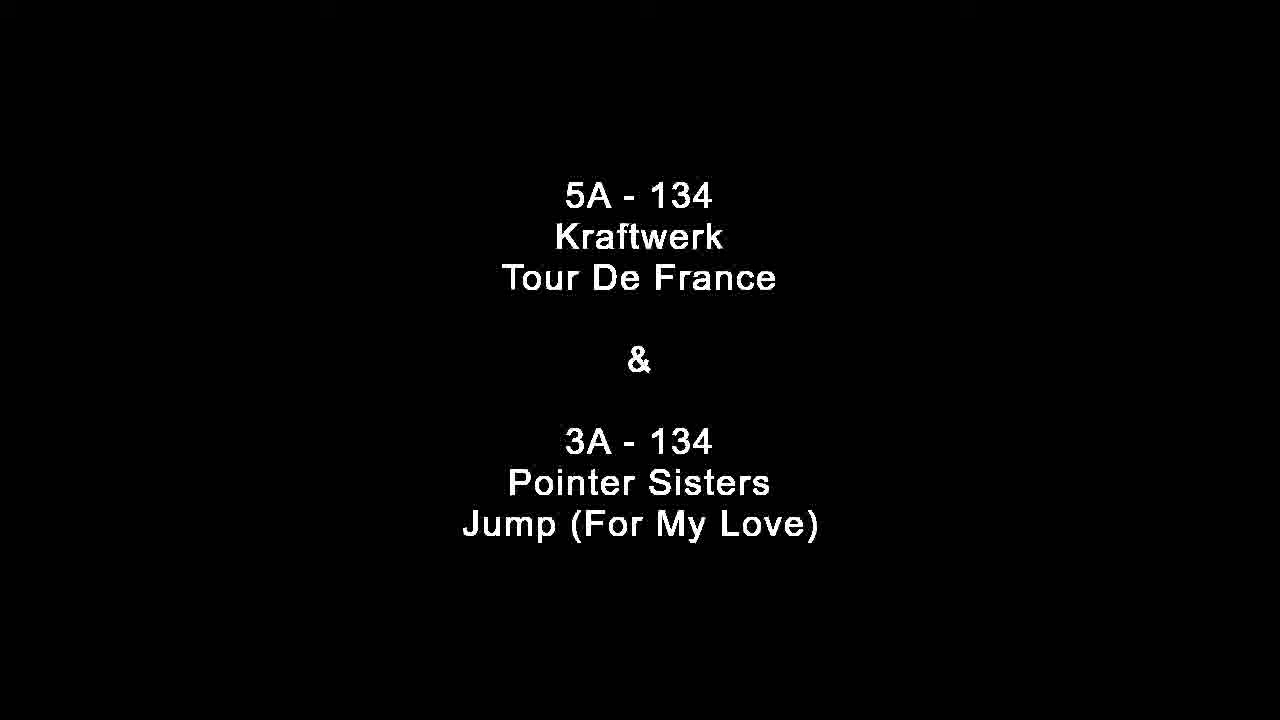 5A - 134
Kraftwerk
Tour De France
&
3A - 134
Pointer Sisters
Jump (For My Love)